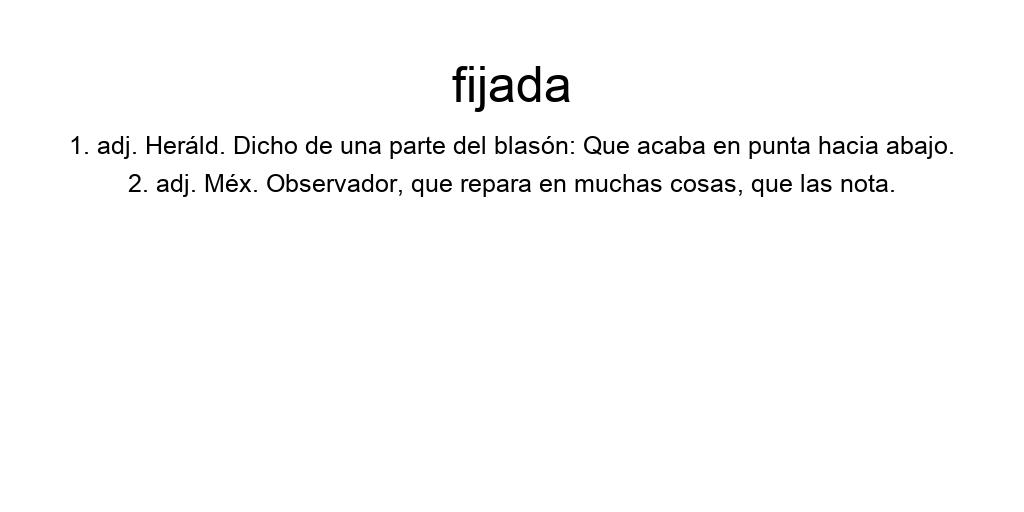 fijada
1. adj. Heráld. Dicho de una parte del blasón: Que acaba en punta hacia abajo.
2. adj. Méx. Observador, que repara en muchas cosas, que las nota.